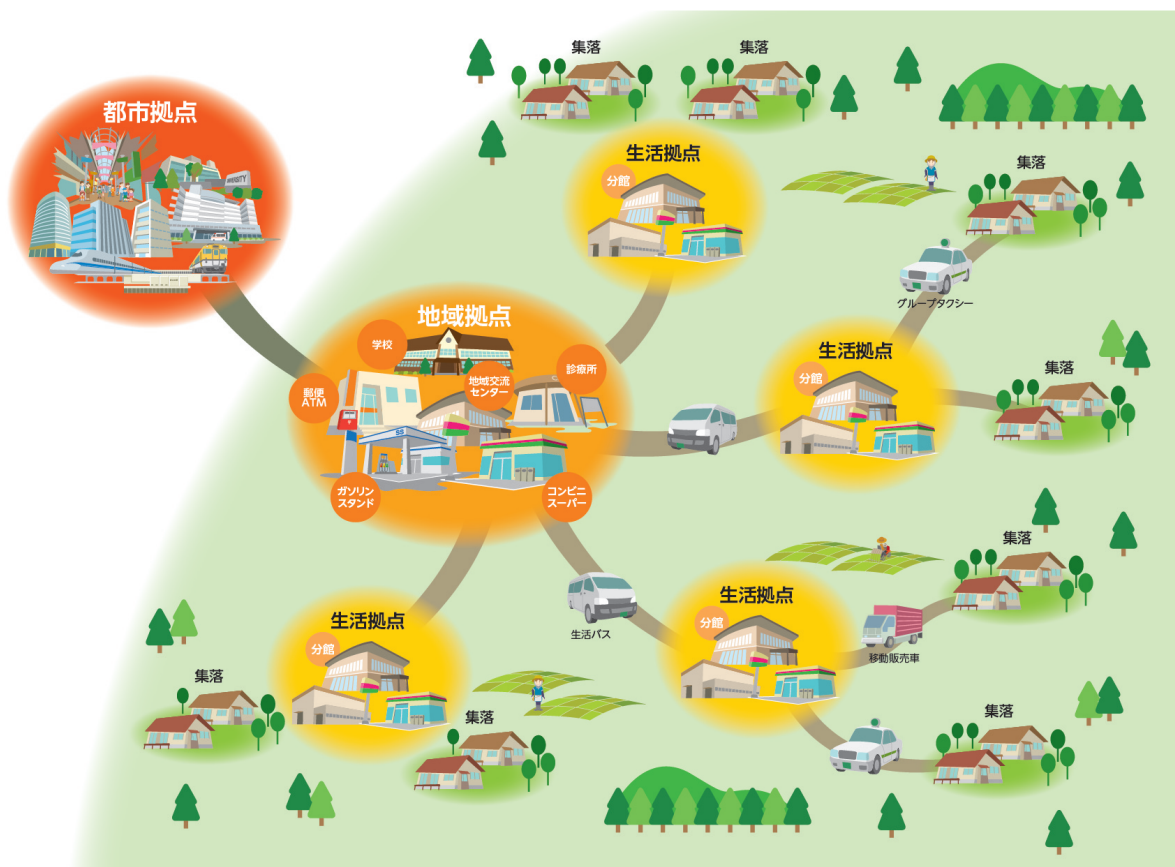 集落
集落
都市拠点
生活拠点
分館
集落
グループタクシー
地域拠点
学校
診療所
地域交流
センター
郵便
ATM
生活拠点
分館
集落
ガソリン
スタンド
コンビニ
スーパー
集落
生活バス
生活拠点
分館
移動販売車
生活拠点
分館
集落
集落
集落